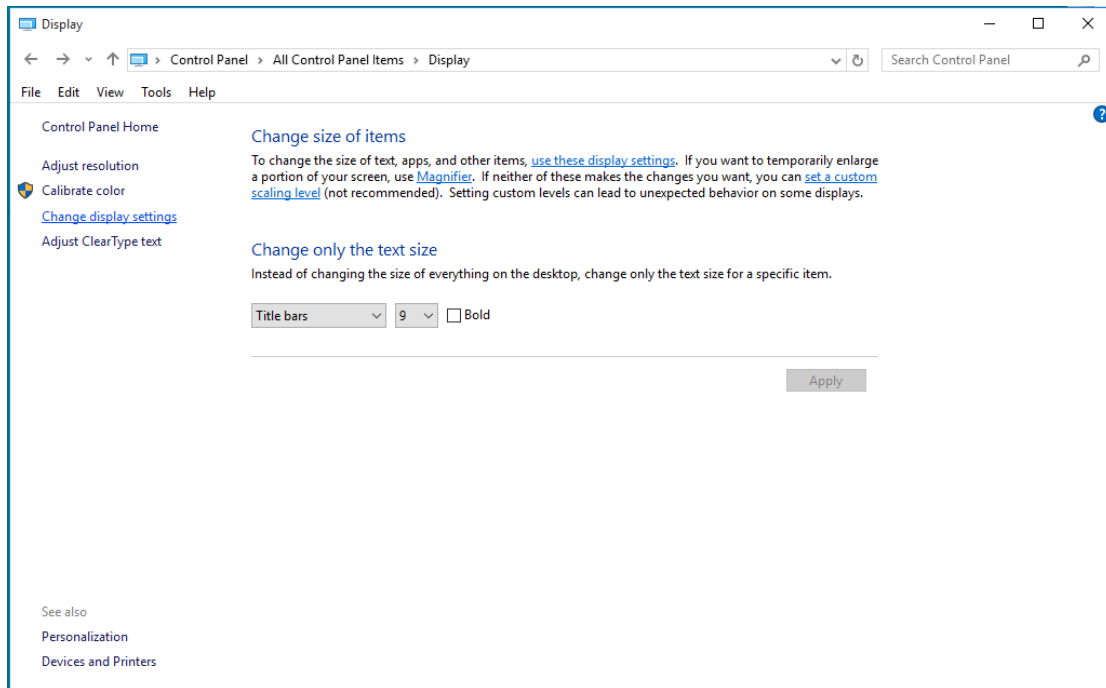 Display
Control Panel > All Control Panel Items > Display
Search Control Panel
File Edit View Tools Help
Control Panel Home
Adjust resolution
Calibrate color
Change display settings
Adjust ClearType text
Change size of items
To change the size of text, apps, and other items, use these display settings. If you want to temporarily enlarge
a portion of your screen, use Magnifier. If neither of these makes the changes you want, you can set a custom
scaling level (not recommended). Setting custom levels can lead to unexpected behavior on some displays.
Change only the text size
Instead of changing the size of everything on the desktop, change only the text size for a specific item.
Title bars 9 Bold
Apply
See also
Personalization
Devices and Printers